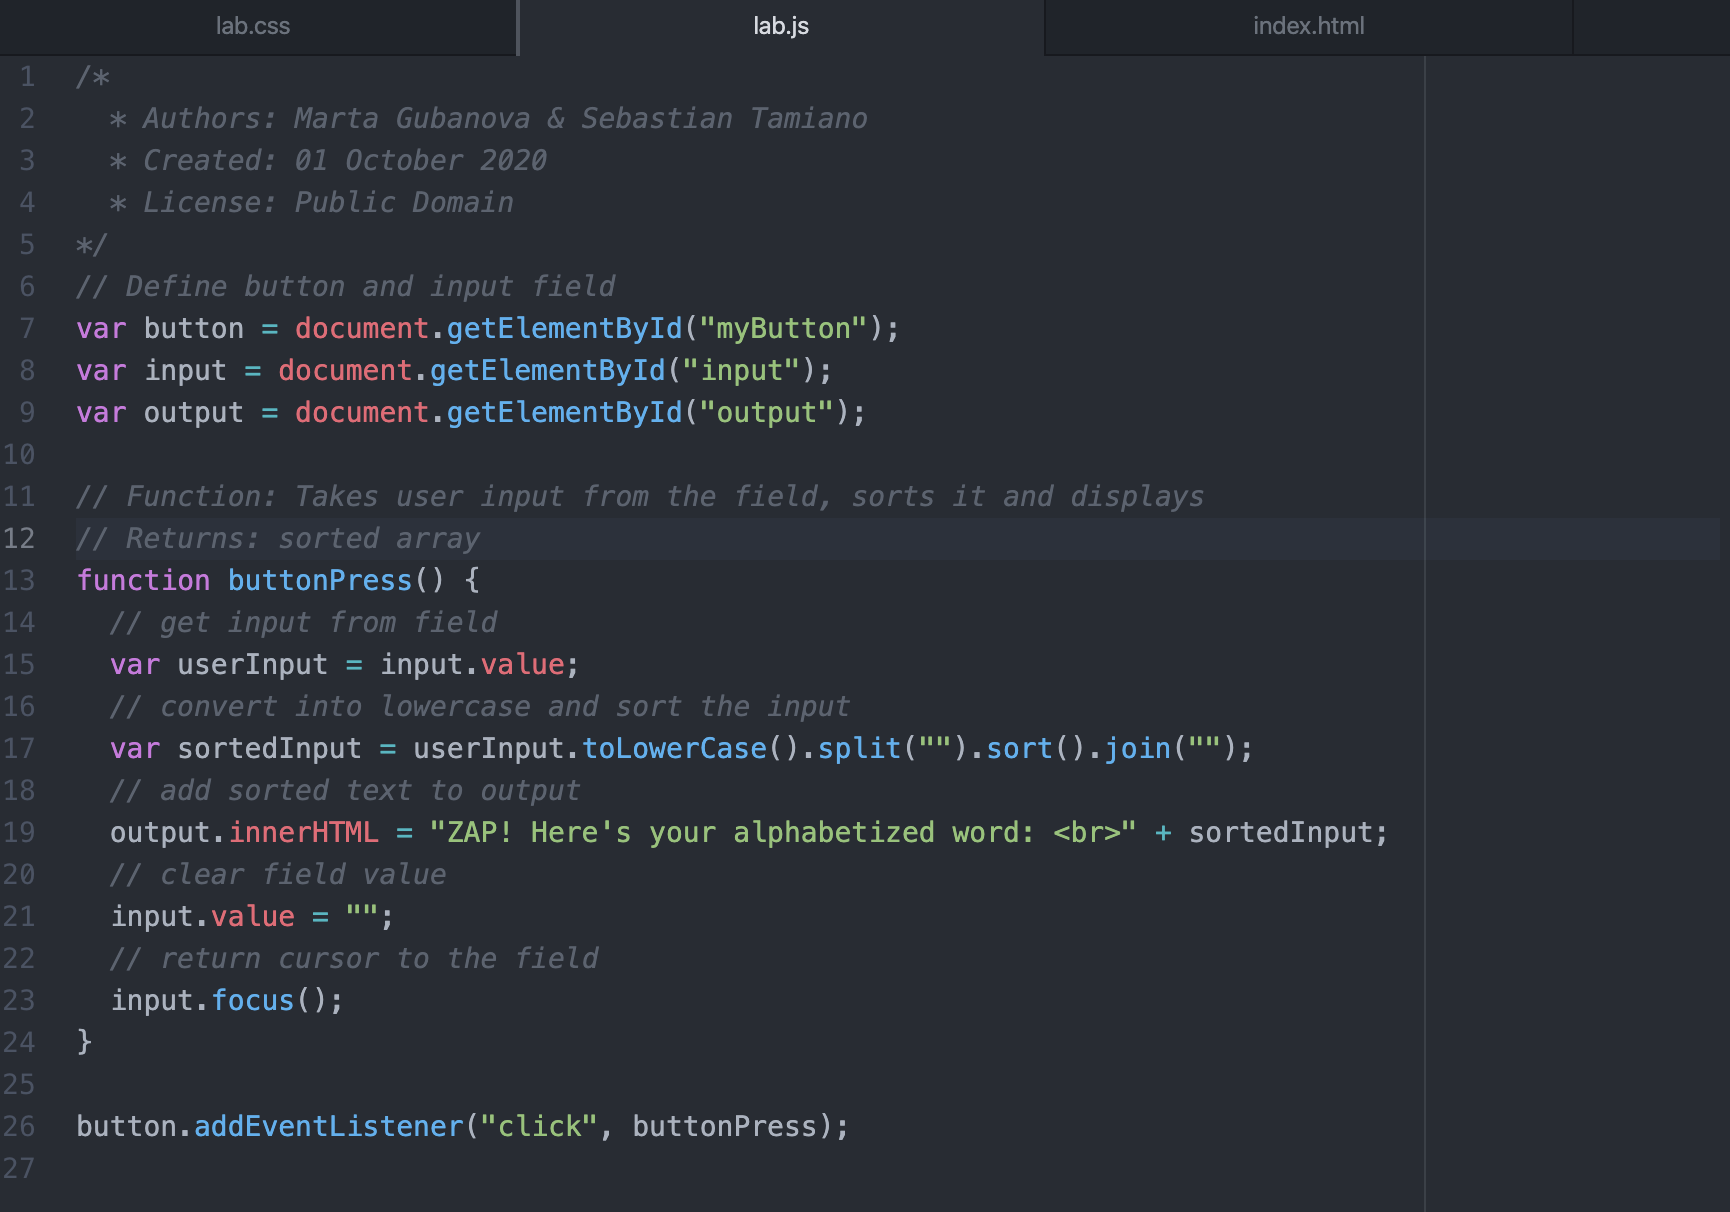 lab.css lab.js index.html
1 /*
2   * Authors: Marta Gubanova & Sebastian Tamiano
3   * Created: 01 October 2020
4   * License: Public Domain
5 */
6 // Define button and input field
7 var button = document.getElementById("myButton");
8 var input = document.getElementById("input");
9 var output = document.getElementById("output");
10
11 // Function: Takes user input from the field, sorts it and displays
12 // Returns: sorted array
13 function buttonPress() {
14   // get input from field
15   var userInput = input.value;
16   // convert into lowercase and sort the input
17   var sortedInput = userInput.toLowerCase().split("").sort().join("");
18   // add sorted text to output
19   output.innerHTML = "ZAP! Here's your alphabetized word: <br>" + sortedInput;
20   // clear field value
21   input.value = "";
22   // return cursor to the field
23   input.focus();
24 }
25
26 button.addEventListener("click", buttonPress);
27